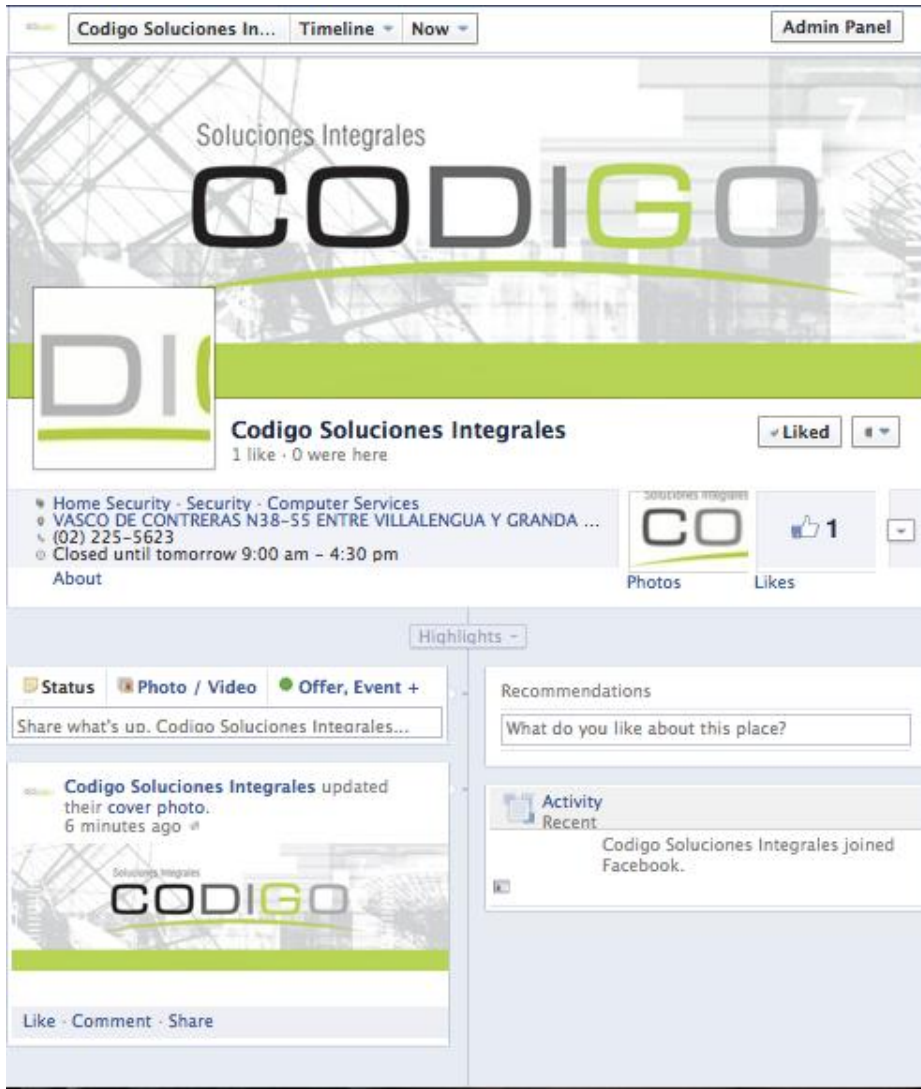 Codigo Soluciones In... Timeline Now Admin Panel
Soluciones Integrales
CODIGO
DI
Codigo Soluciones Integrales
Liked
1 like · 0 were here
Home Security · Security · Computer Services
VASCO DE CONTRERAS N38-55 ENTRE VILLALENGUA Y GRANDA ...
(02) 225-5623
Closed until tomorrow 9:00 am - 4:30 pm
About
Soluciones Integrales
CO
Photos
1
Likes
Highlights
Status Photo / Video Offer, Event +
Share what's up, Codigo Soluciones Integrales...
Codigo Soluciones Integrales updated
their cover photo.
6 minutes ago
Soluciones Integrales
CODIGO
Like · Comment · Share
Recommendations
What do you like about this place?
Activity
Recent
Codigo Soluciones Integrales joined
Facebook.